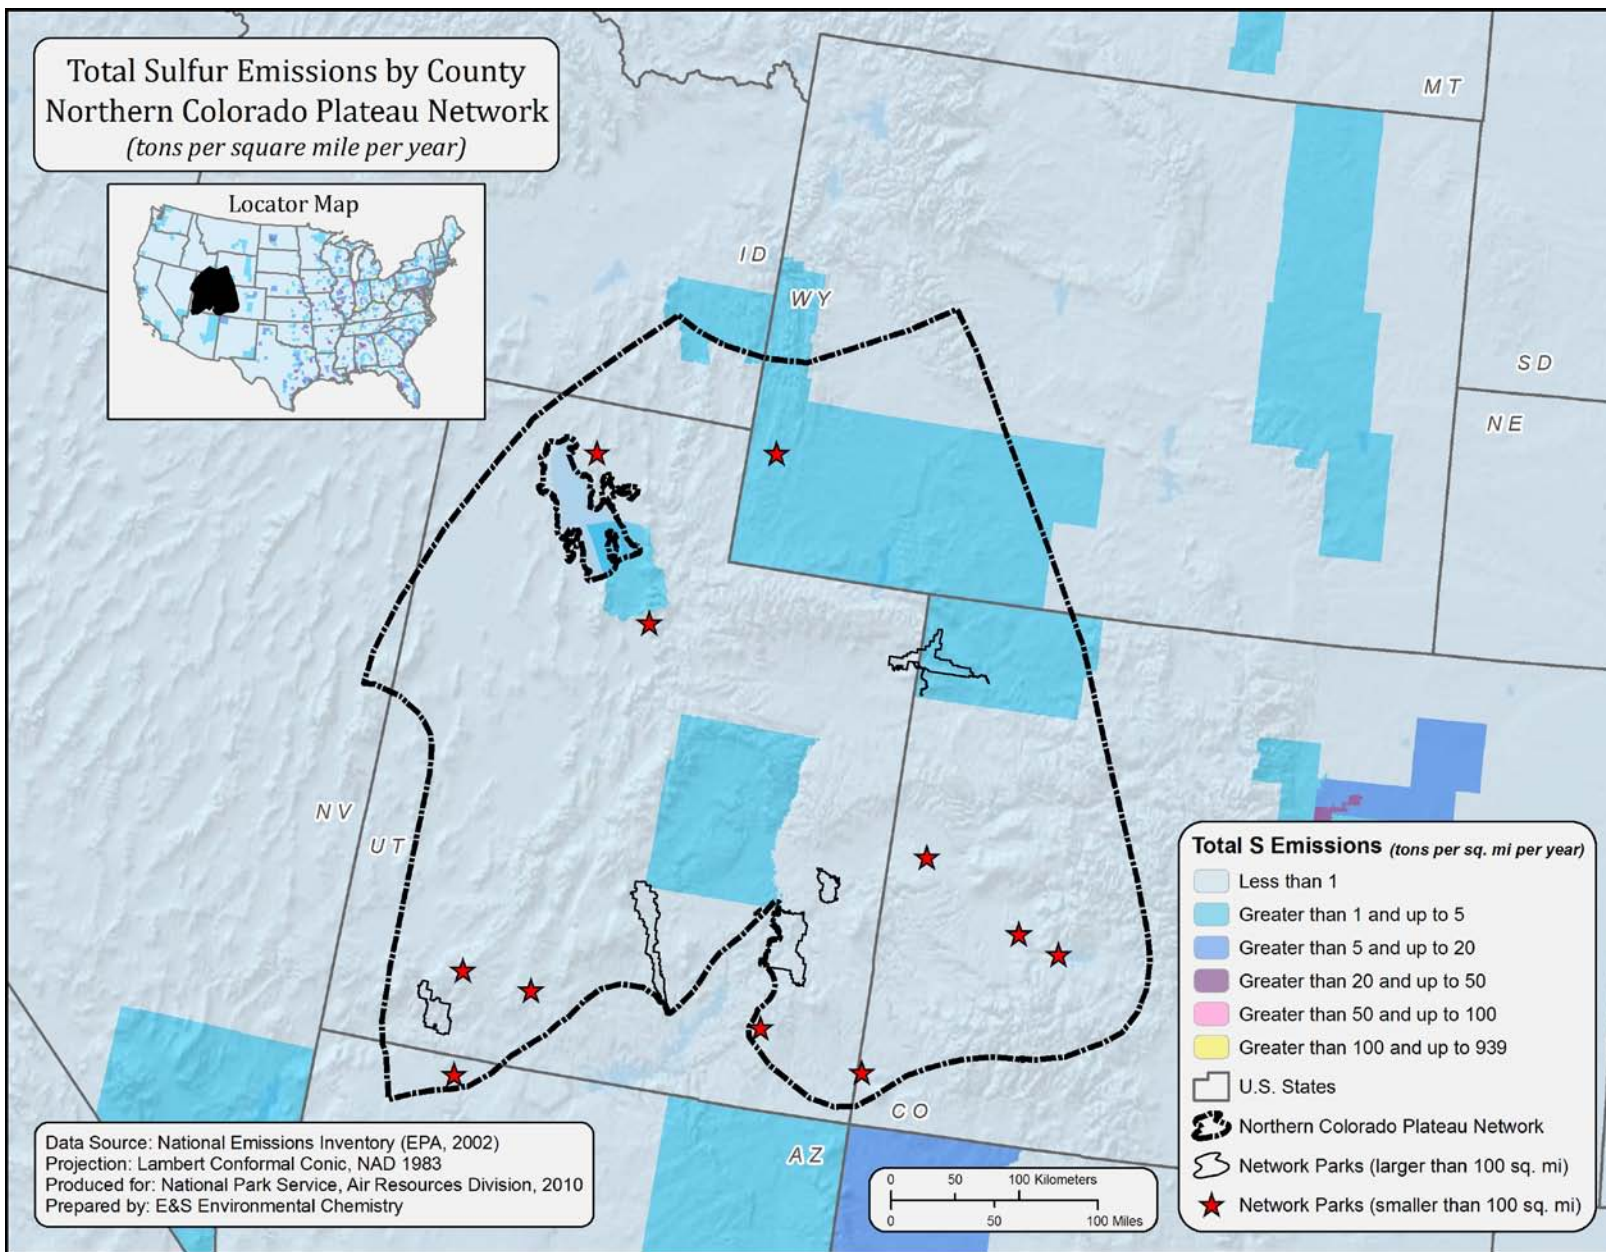 Total Sulfur Emissions by County
Northern Colorado Plateau Network
(tons per square mile per year)
Locator Map
MT
ID
WY
SD
NE
NV
UT
CO
AZ
Total S Emissions (tons per sq. mi per year)
Less than 1
Greater than 1 and up to 5
Greater than 5 and up to 20
Greater than 20 and up to 50
Greater than 50 and up to 100
Greater than 100 and up to 939
U.S. States
Northern Colorado Plateau Network
Network Parks (larger than 100 sq. mi)
Network Parks (smaller than 100 sq. mi)
Data Source: National Emissions Inventory (EPA, 2002)
Projection: Lambert Conformal Conic, NAD 1983
Produced for: National Park Service, Air Resources Division, 2010
Prepared by: E&S Environmental Chemistry
0 50 100 Kilometers
0 50 100 Miles